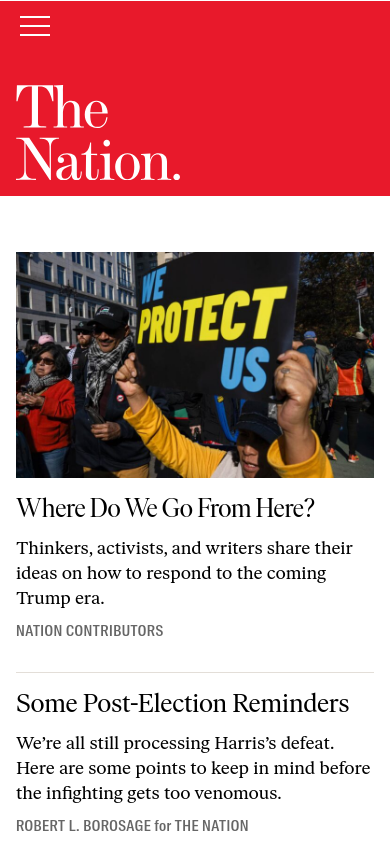 The
Nation.
WE
PROTECT
US
Where Do We Go From Here?
Thinkers, activists, and writers share their
ideas on how to respond to the coming
Trump era.
NATION CONTRIBUTORS
Some Post-Election Reminders
We’re all still processing Harris’s defeat.
Here are some points to keep in mind before
the infighting gets too venomous.
ROBERT L. BOROSAGE for THE NATION